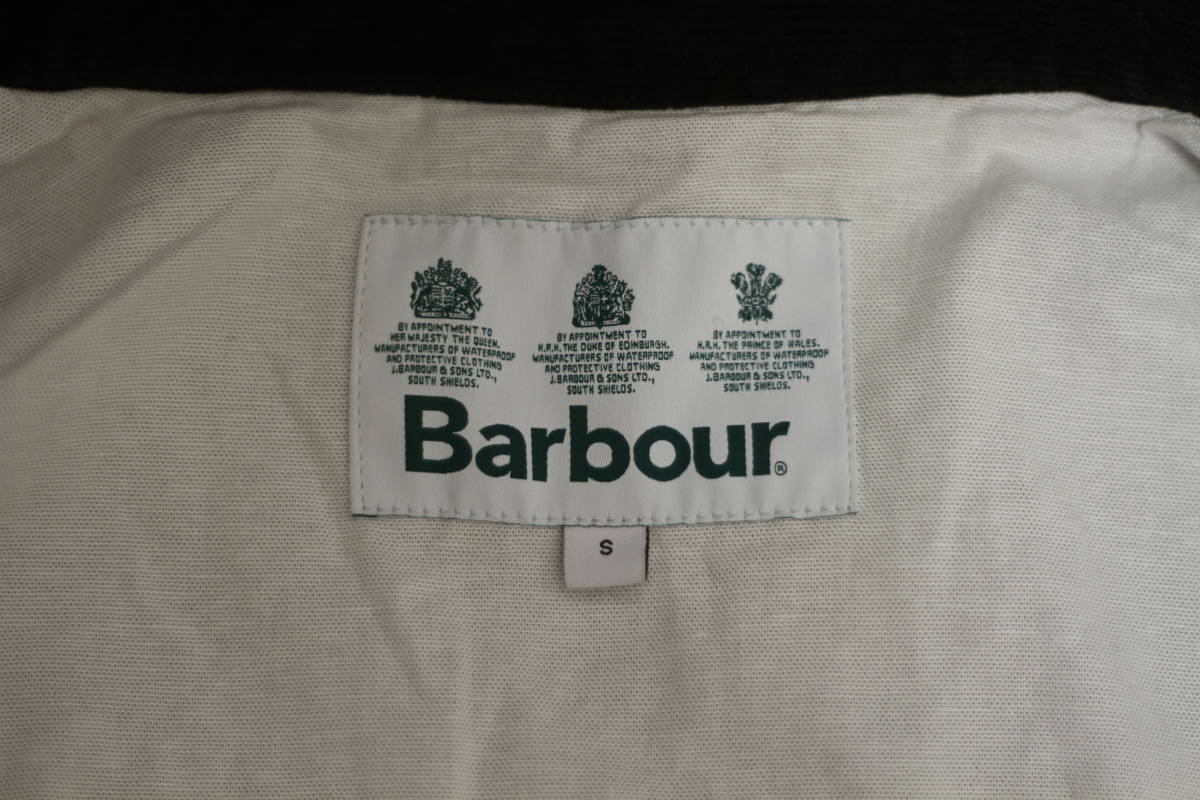 BY APPOINTMENT TO
HER MAJESTY THE QUEEN.
MANUFACTURERS OF WATERPROOF
AND PROTECTIVE CLOTHING
J.BARBOUR & SONS LTD.,
SOUTH SHIELDS.
BY APPOINTMENT TO
H.R.H. THE DUKE OF EDINBURGH.
MANUFACTURERS OF WATERPROOF
AND PROTECTIVE CLOTHING
J.BARBOUR & SONS LTD.,
SOUTH SHIELDS.
BY APPOINTMENT TO
H.R.H. THE PRINCE OF WALES.
MANUFACTURERS OF WATERPROOF
AND PROTECTIVE CLOTHING
J.BARBOUR & SONS LTD.,
SOUTH SHIELDS.
Barbour®
S